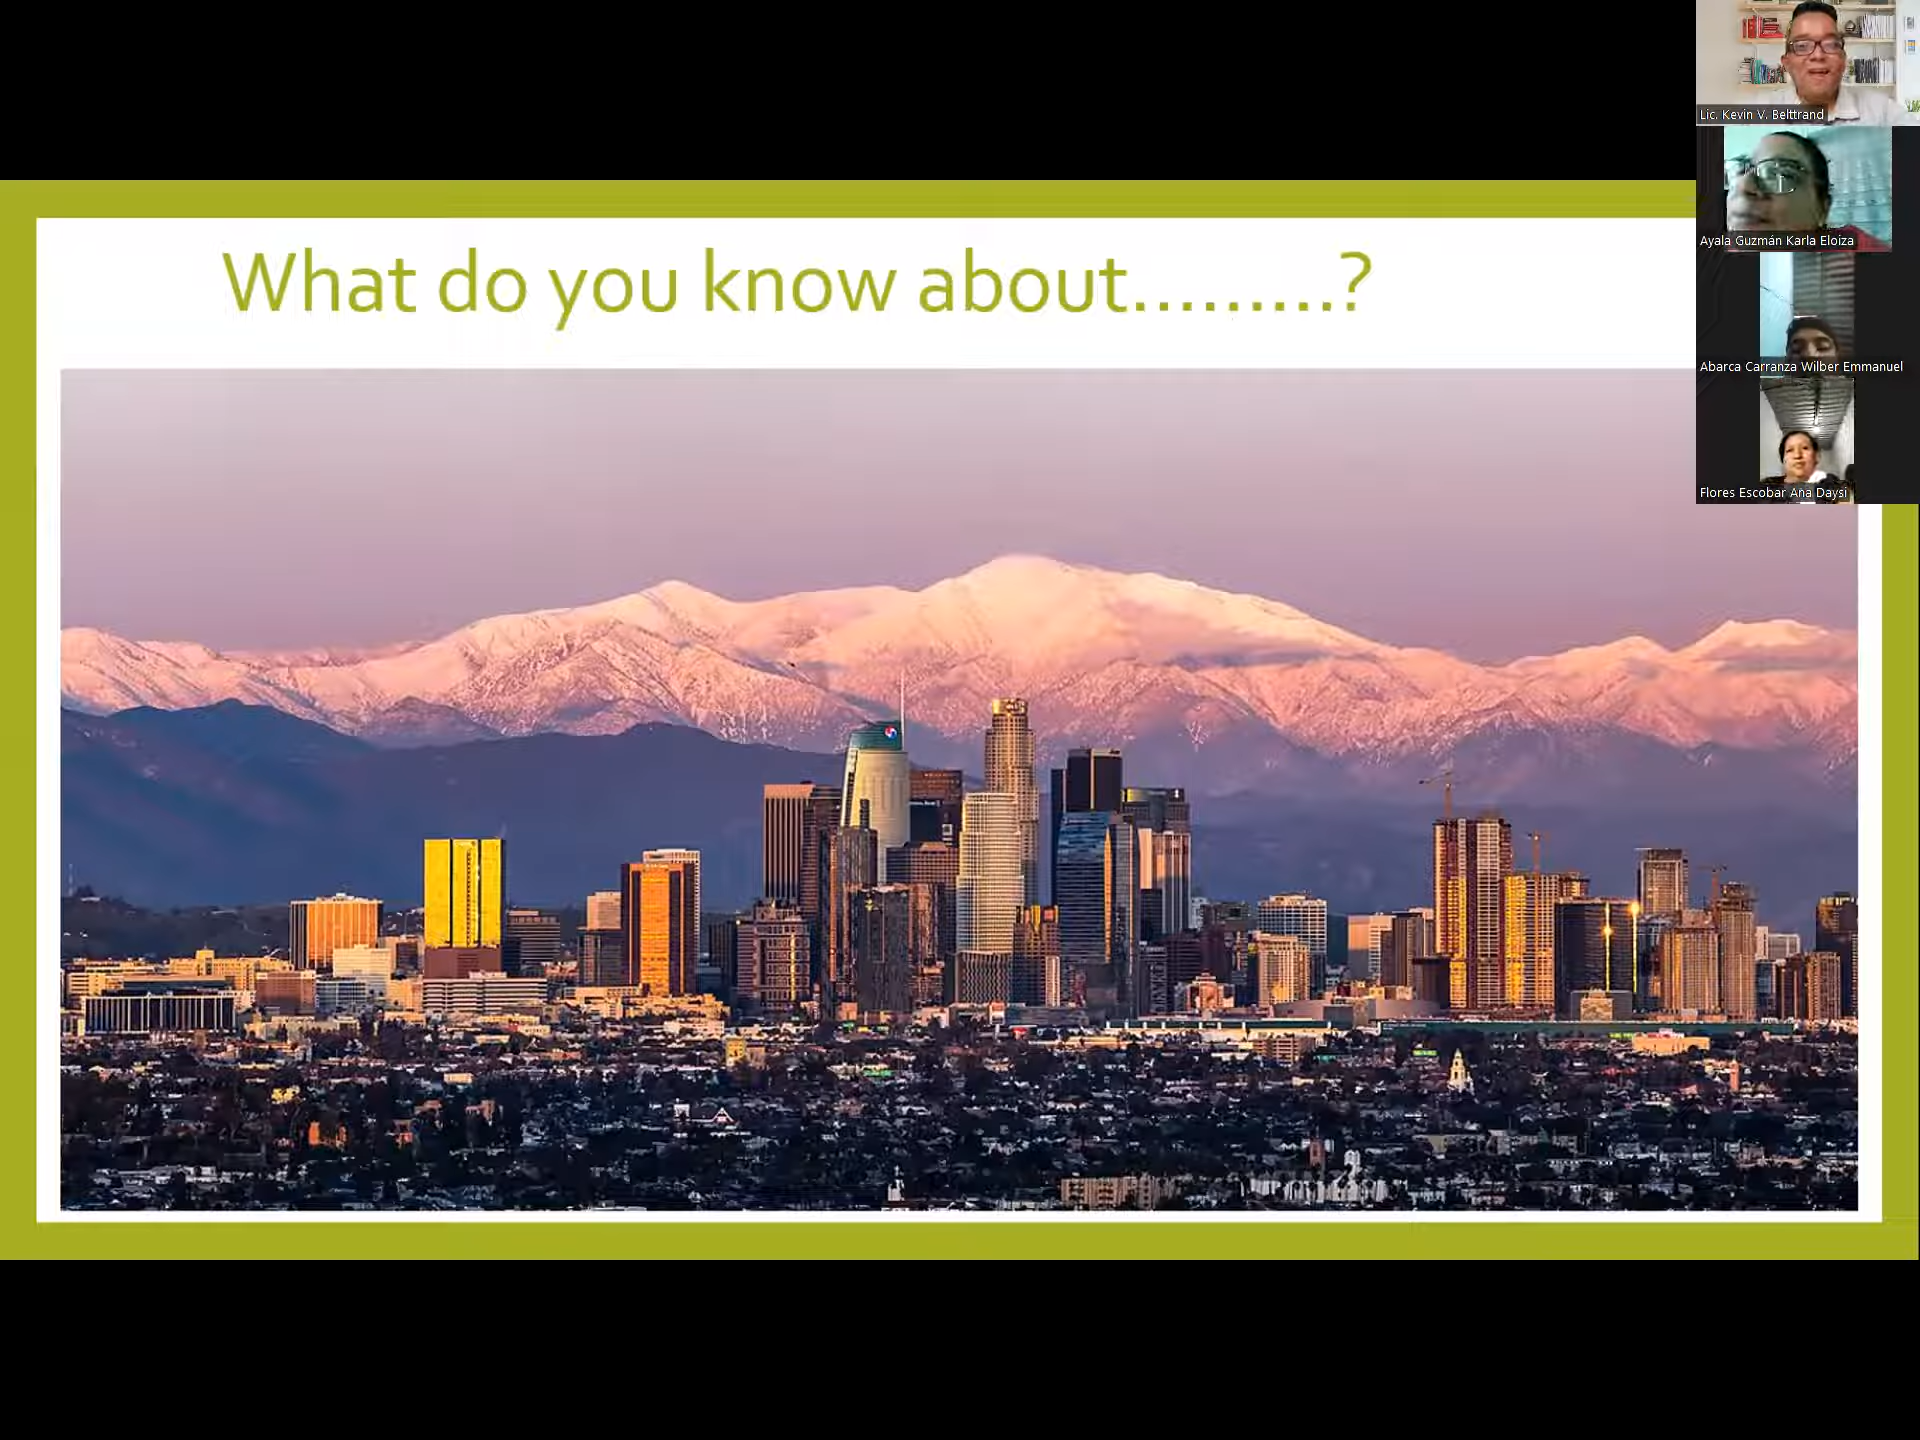 What do you know about.........?
Lic. Kevin V. Belttrand
Ayala Guzmán Karla Eloiza
Abarca Carranza Wilber Emmanuel
Flores Escobar Ana Daysi